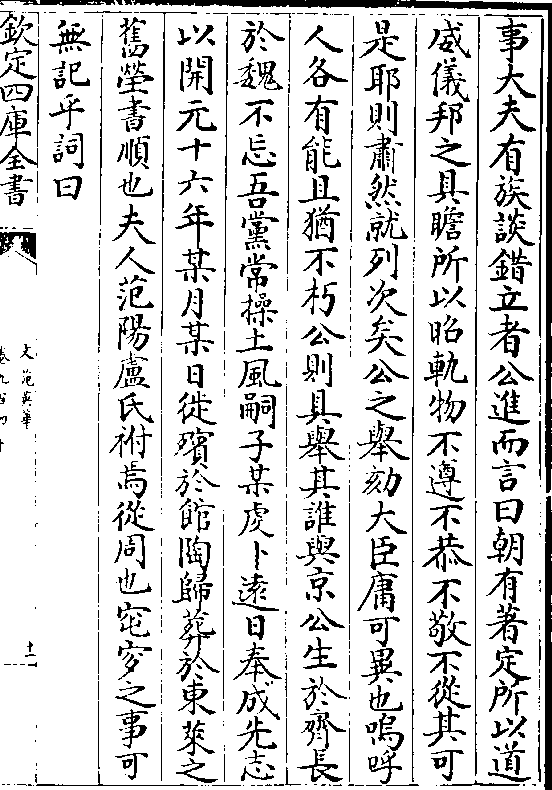 事大夫有族談錯立者公進而言曰朝有著定所以道
威儀邦之具瞻所以昭軌物不遵不恭不敬不從其可
是耶則肅然就列次矣公之舉劾大臣庸可異也嗚呼
人各有能且猶不朽公則具舉其誰與京公生於齊長
於魏不忘吾黨常操土風嗣子某虔卜遠日奉成先志
以開元十六年某月某日徙殯於館陶歸葬於東萊之
舊塋書順也夫人范陽盧氏祔焉從周也窀穸之事可
無記乎詞曰
欽定四庫全書
文苑英華
十一